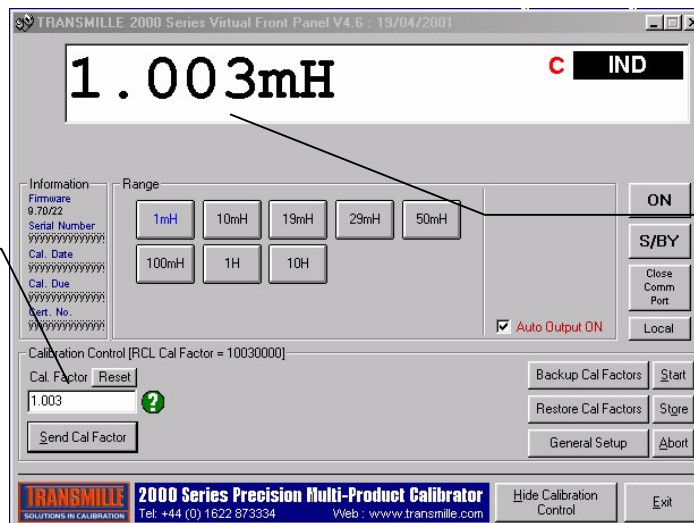 TRANSMILLE 2000 Series Virtual Front Panel V4.6 : 19/04/2001
1.003mH
C IND
Information
Firmware
9.70/22
Serial Number
ÿÿÿÿÿÿÿÿÿÿÿÿÿ
Cal. Date
ÿÿÿÿÿÿÿÿÿÿÿÿÿ
Cal. Due
ÿÿÿÿÿÿÿÿÿÿÿÿÿ
Cert. No.
ÿÿÿÿÿÿÿÿÿÿÿÿÿ
Range
1mH 10mH 19mH 29mH 50mH
100mH 1H 10H
Auto Output ON
ON
S/BY
Close
Comm
Port
Local
Calibration Control [RCL Cal Factor = 10030000]
Cal. Factor Reset
1.003
?
Send Cal Factor
Backup Cal Factors Start
Restore Cal Factors Store
General Setup Abort
TRANSMILLE
SOLUTIONS IN CALIBRATION
2000 Series Precision Multi-Product Calibrator
Tel: +44 (0) 1622 873334 Web : www.transmille.com
Hide Calibration
Control
Exit